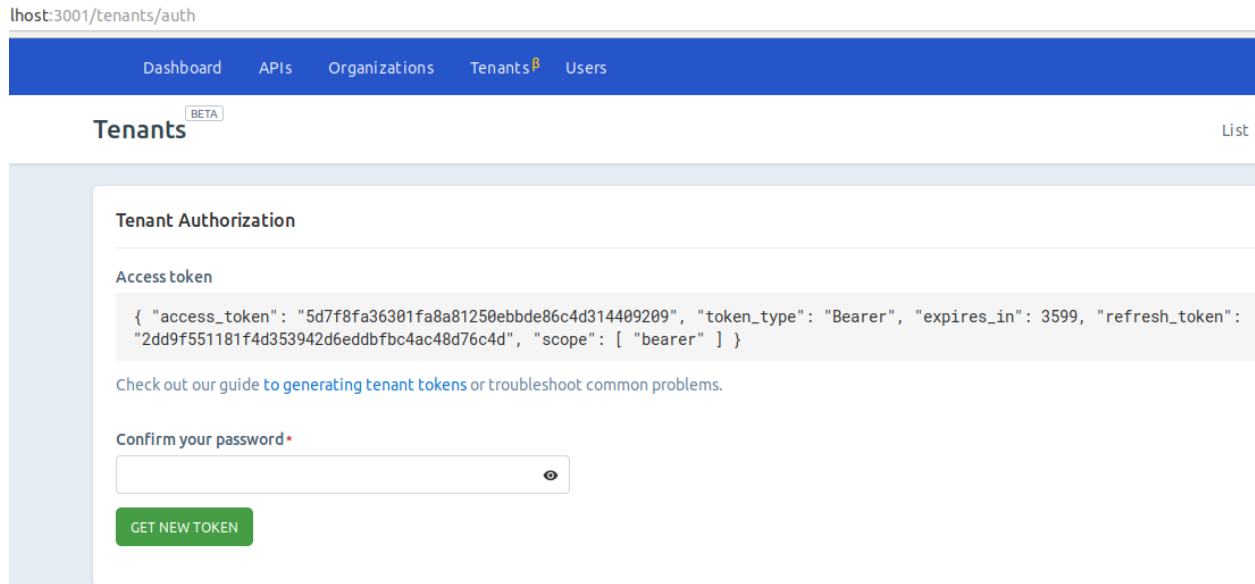 lhost:3001/tenants/auth
Dashboard APIs Organizations Tenants β Users
Tenants BETA
List
Tenant Authorization
Access token
{ "access_token": "5d7f8fa36301fa8a81250ebbde86c4d314409209", "token_type": "Bearer", "expires_in": 3599, "refresh_token":
"2dd9f551181f4d353942d6eddbfbc4ac48d76c4d", "scope": [ "bearer" ] }
Check out our guide to generating tenant tokens or troubleshoot common problems.
Confirm your password*
GET NEW TOKEN